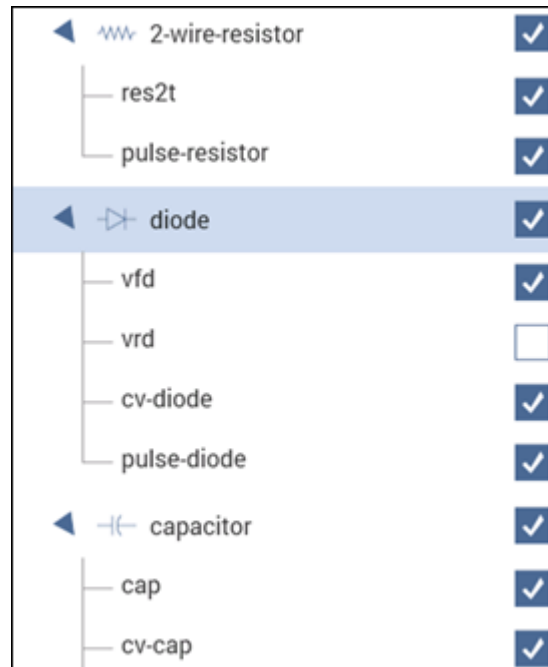 2-wire-resistor
res2t
pulse-resistor
diode
vfd
vrd
cv-diode
pulse-diode
capacitor
cap
cv-cap